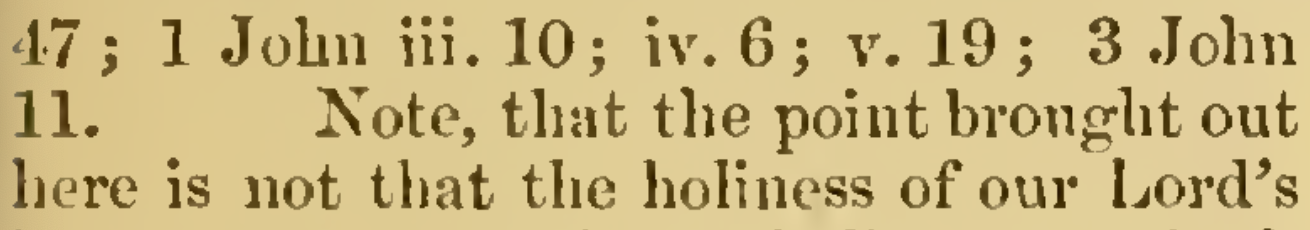 47; 1 John iii. 10; iv. 6; v. 19; 3 John
11. Note, that the point brought out
here is not that the holiness of our Lord's